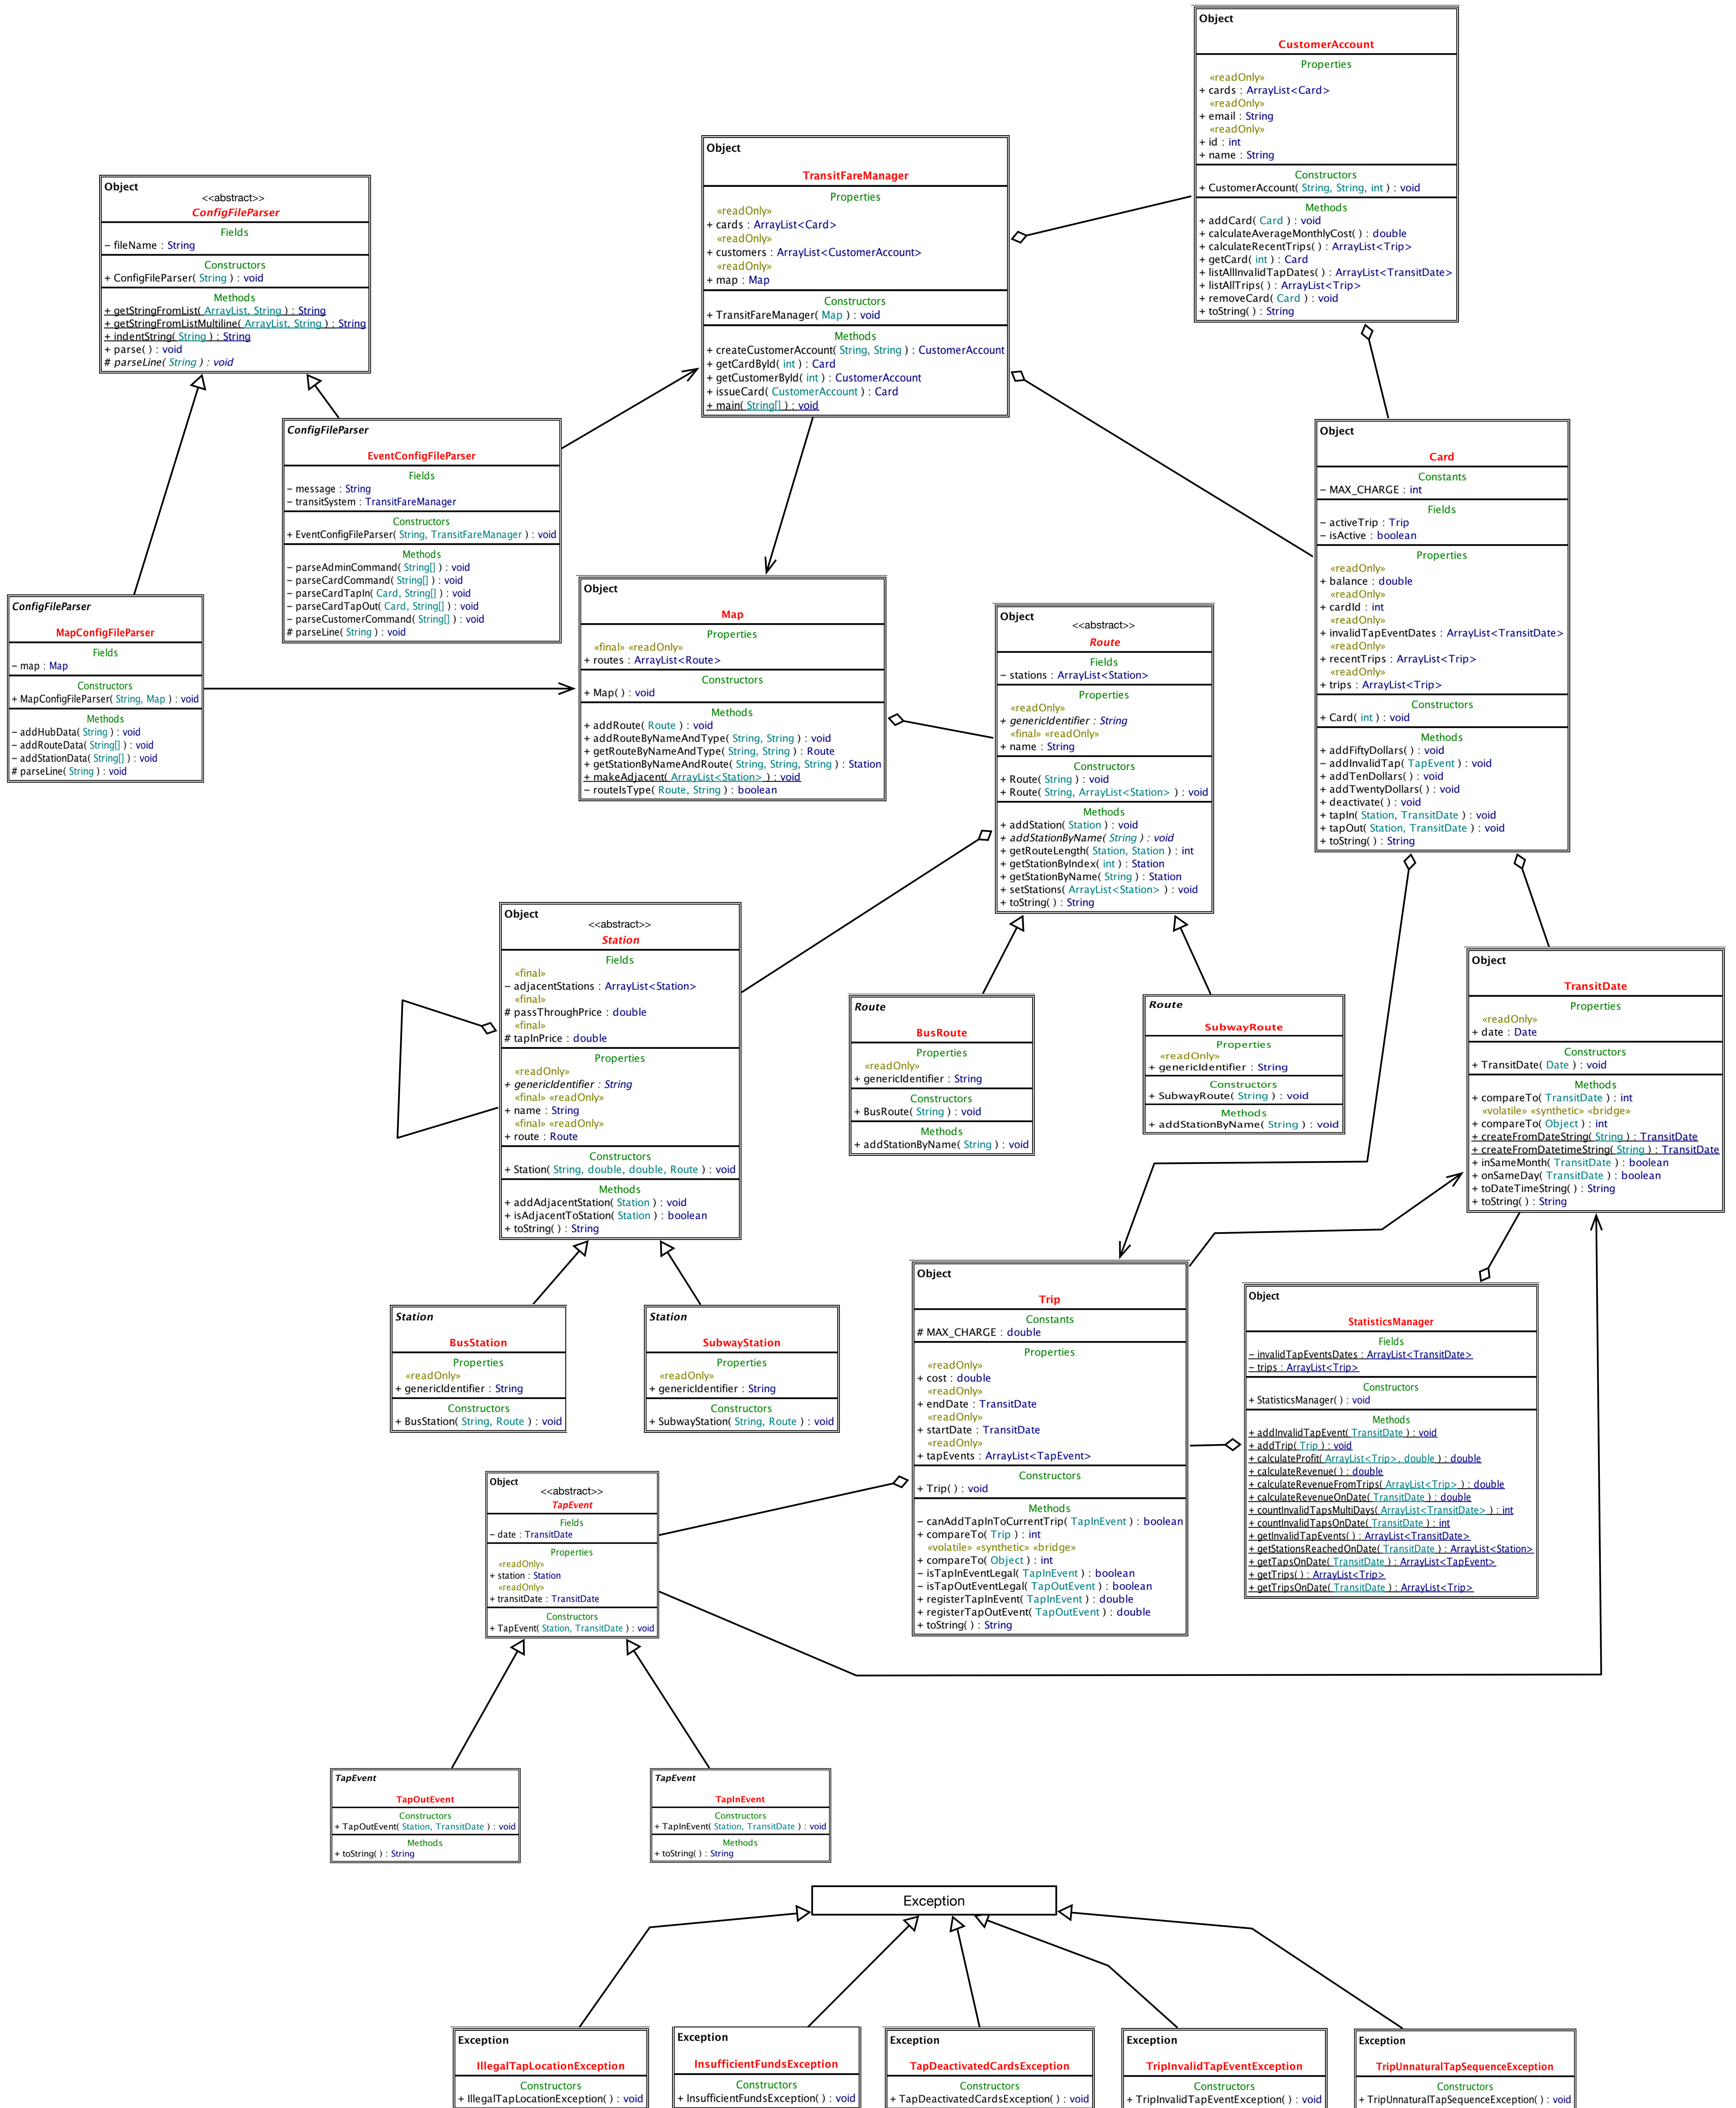 Object
CustomerAccount
Properties
«readOnly»
+ cards : ArrayList<Card>
«readOnly»
+ email : String
«readOnly»
+ id : int
+ name : String
Constructors
+ CustomerAccount( String, String, int ) : void
Methods
+ addCard( Card ) : void
+ calculateAverageMonthlyCost( ) : double
+ calculateRecentTrips( ) : ArrayList<Trip>
+ getCard( int ) : Card
+ listAllInvalidTapDates( ) : ArrayList<TransitDate>
+ listAllTrips( ) : ArrayList<Trip>
+ removeCard( Card ) : void
+ toString( ) : String
Object
TransitFareManager
Properties
«readOnly»
+ cards : ArrayList<Card>
«readOnly»
+ customers : ArrayList<CustomerAccount>
«readOnly»
+ map : Map
Constructors
+ TransitFareManager( Map ) : void
Methods
+ createCustomerAccount( String, String ) : CustomerAccount
+ getCardById( int ) : Card
+ getCustomerById( int ) : CustomerAccount
+ issueCard( CustomerAccount ) : Card
+ main( String[] ) : void
Object
<<abstract>>
ConfigFileParser
Fields
− fileName : String
Constructors
+ ConfigFileParser( String ) : void
Methods
+ getStringFromList( ArrayList, String ) : String
+ getStringFromListMultiline( ArrayList, String ) : String
+ indentString( String ) : String
+ parse( ) : void
# parseLine( String ) : void
ConfigFileParser
EventConfigFileParser
Fields
− message : String
− transitSystem : TransitFareManager
Constructors
+ EventConfigFileParser( String, TransitFareManager ) : void
Methods
− parseAdminCommand( String[] ) : void
− parseCardCommand( String[] ) : void
− parseCardTapIn( Card, String[] ) : void
− parseCardTapOut( Card, String[] ) : void
− parseCustomerCommand( String[] ) : void
# parseLine( String ) : void
Object
Card
Constants
− MAX_CHARGE : int
Fields
− activeTrip : Trip
− isActive : boolean
Properties
«readOnly»
+ balance : double
«readOnly»
+ cardId : int
«readOnly»
+ invalidTapEventDates : ArrayList<TransitDate>
«readOnly»
+ recentTrips : ArrayList<Trip>
«readOnly»
+ trips : ArrayList<Trip>
Constructors
+ Card( int ) : void
Methods
+ addFiftyDollars( ) : void
− addInvalidTap( TapEvent ) : void
+ addTenDollars( ) : void
+ addTwentyDollars( ) : void
+ deactivate( ) : void
+ tapIn( Station, TransitDate ) : void
+ tapOut( Station, TransitDate ) : void
+ toString( ) : String
ConfigFileParser
MapConfigFileParser
Fields
− map : Map
Constructors
+ MapConfigFileParser( String, Map ) : void
Methods
− addHubData( String ) : void
− addRouteData( String[] ) : void
− addStationData( String[] ) : void
# parseLine( String ) : void
Object
Map
Properties
«final» «readOnly»
+ routes : ArrayList<Route>
Constructors
+ Map( ) : void
Methods
+ addRoute( Route ) : void
+ addRouteByNameAndType( String, String ) : void
+ getRouteByNameAndType( String, String ) : Route
+ getStationByNameAndRoute( String, String, String ) : Station
+ makeAdjacent( ArrayList<Station> ) : void
− routeIsType( Route, String ) : boolean
Object
<<abstract>>
Route
Fields
− stations : ArrayList<Station>
Properties
«readOnly»
+ genericIdentifier : String
«final» «readOnly»
+ name : String
Constructors
+ Route( String ) : void
+ Route( String, ArrayList<Station> ) : void
Methods
+ addStation( Station ) : void
+ addStationByName( String ) : void
+ getRouteLength( Station, Station ) : int
+ getStationByIndex( int ) : Station
+ getStationByName( String ) : Station
+ setStations( ArrayList<Station> ) : void
+ toString( ) : String
Object
<<abstract>>
Station
Fields
«final»
− adjacentStations : ArrayList<Station>
«final»
# passThroughPrice : double
«final»
# tapInPrice : double
Properties
«readOnly»
+ genericIdentifier : String
«final» «readOnly»
+ name : String
«final» «readOnly»
+ route : Route
Constructors
+ Station( String, double, double, Route ) : void
Methods
+ addAdjacentStation( Station ) : void
+ isAdjacentToStation( Station ) : boolean
+ toString( ) : String
Route
BusRoute
Properties
«readOnly»
+ genericIdentifier : String
Constructors
+ BusRoute( String ) : void
Methods
+ addStationByName( String ) : void
Route
SubwayRoute
Properties
«readOnly»
+ genericIdentifier : String
Constructors
+ SubwayRoute( String ) : void
Methods
+ addStationByName( String ) : void
Object
TransitDate
Properties
«readOnly»
+ date : Date
Constructors
+ TransitDate( Date ) : void
Methods
+ compareTo( TransitDate ) : int
«volatile» «synthetic» «bridge»
+ compareTo( Object ) : int
+ createFromDateString( String ) : TransitDate
+ createFromDatetimeString( String ) : TransitDate
+ inSameMonth( TransitDate ) : boolean
+ onSameDay( TransitDate ) : boolean
+ toDateTimeString( ) : String
+ toString( ) : String
Station
BusStation
Properties
«readOnly»
+ genericIdentifier : String
Constructors
+ BusStation( String, Route ) : void
Station
SubwayStation
Properties
«readOnly»
+ genericIdentifier : String
Constructors
+ SubwayStation( String, Route ) : void
Object
Trip
Constants
# MAX_CHARGE : double
Properties
«readOnly»
+ cost : double
«readOnly»
+ endDate : TransitDate
«readOnly»
+ startDate : TransitDate
«readOnly»
+ tapEvents : ArrayList<TapEvent>
Constructors
+ Trip( ) : void
Methods
− canAddTapInToCurrentTrip( TapInEvent ) : boolean
+ compareTo( Trip ) : int
«volatile» «synthetic» «bridge»
+ compareTo( Object ) : int
− isTapInEventLegal( TapInEvent ) : boolean
− isTapOutEventLegal( TapOutEvent ) : boolean
+ registerTapInEvent( TapInEvent ) : double
+ registerTapOutEvent( TapOutEvent ) : double
+ toString( ) : String
Object
StatisticsManager
Fields
− invalidTapEventsDates : ArrayList<TransitDate>
− trips : ArrayList<Trip>
Constructors
+ StatisticsManager( ) : void
Methods
+ addInvalidTapEvent( TransitDate ) : void
+ addTrip( Trip ) : void
+ calculateProfit( ArrayList<Trip>, double ) : double
+ calculateRevenue( ) : double
+ calculateRevenueFromTrips( ArrayList<Trip> ) : double
+ calculateRevenueOnDate( TransitDate ) : double
+ countInvalidTapsMultiDays( ArrayList<TransitDate> ) : int
+ countInvalidTapsOnDate( TransitDate ) : int
+ getInvalidTapEvents( ) : ArrayList<TransitDate>
+ getStationsReachedOnDate( TransitDate ) : ArrayList<Station>
+ getTapsOnDate( TransitDate ) : ArrayList<TapEvent>
+ getTrips( ) : ArrayList<Trip>
+ getTripsOnDate( TransitDate ) : ArrayList<Trip>
Object
<<abstract>>
TapEvent
Fields
− date : TransitDate
Properties
«readOnly»
+ station : Station
«readOnly»
+ transitDate : TransitDate
Constructors
+ TapEvent( Station, TransitDate ) : void
TapEvent
TapOutEvent
Constructors
+ TapOutEvent( Station, TransitDate ) : void
Methods
+ toString( ) : String
TapEvent
TapInEvent
Constructors
+ TapInEvent( Station, TransitDate ) : void
Methods
+ toString( ) : String
Exception
Exception
IllegalTapLocationException
Constructors
+ IllegalTapLocationException( ) : void
Exception
InsufficientFundsException
Constructors
+ InsufficientFundsException( ) : void
Exception
TapDeactivatedCardsException
Constructors
+ TapDeactivatedCardsException( ) : void
Exception
TripInvalidTapEventException
Constructors
+ TripInvalidTapEventException( ) : void
Exception
TripUnnaturalTapSequenceException
Constructors
+ TripUnnaturalTapSequenceException( ) : void